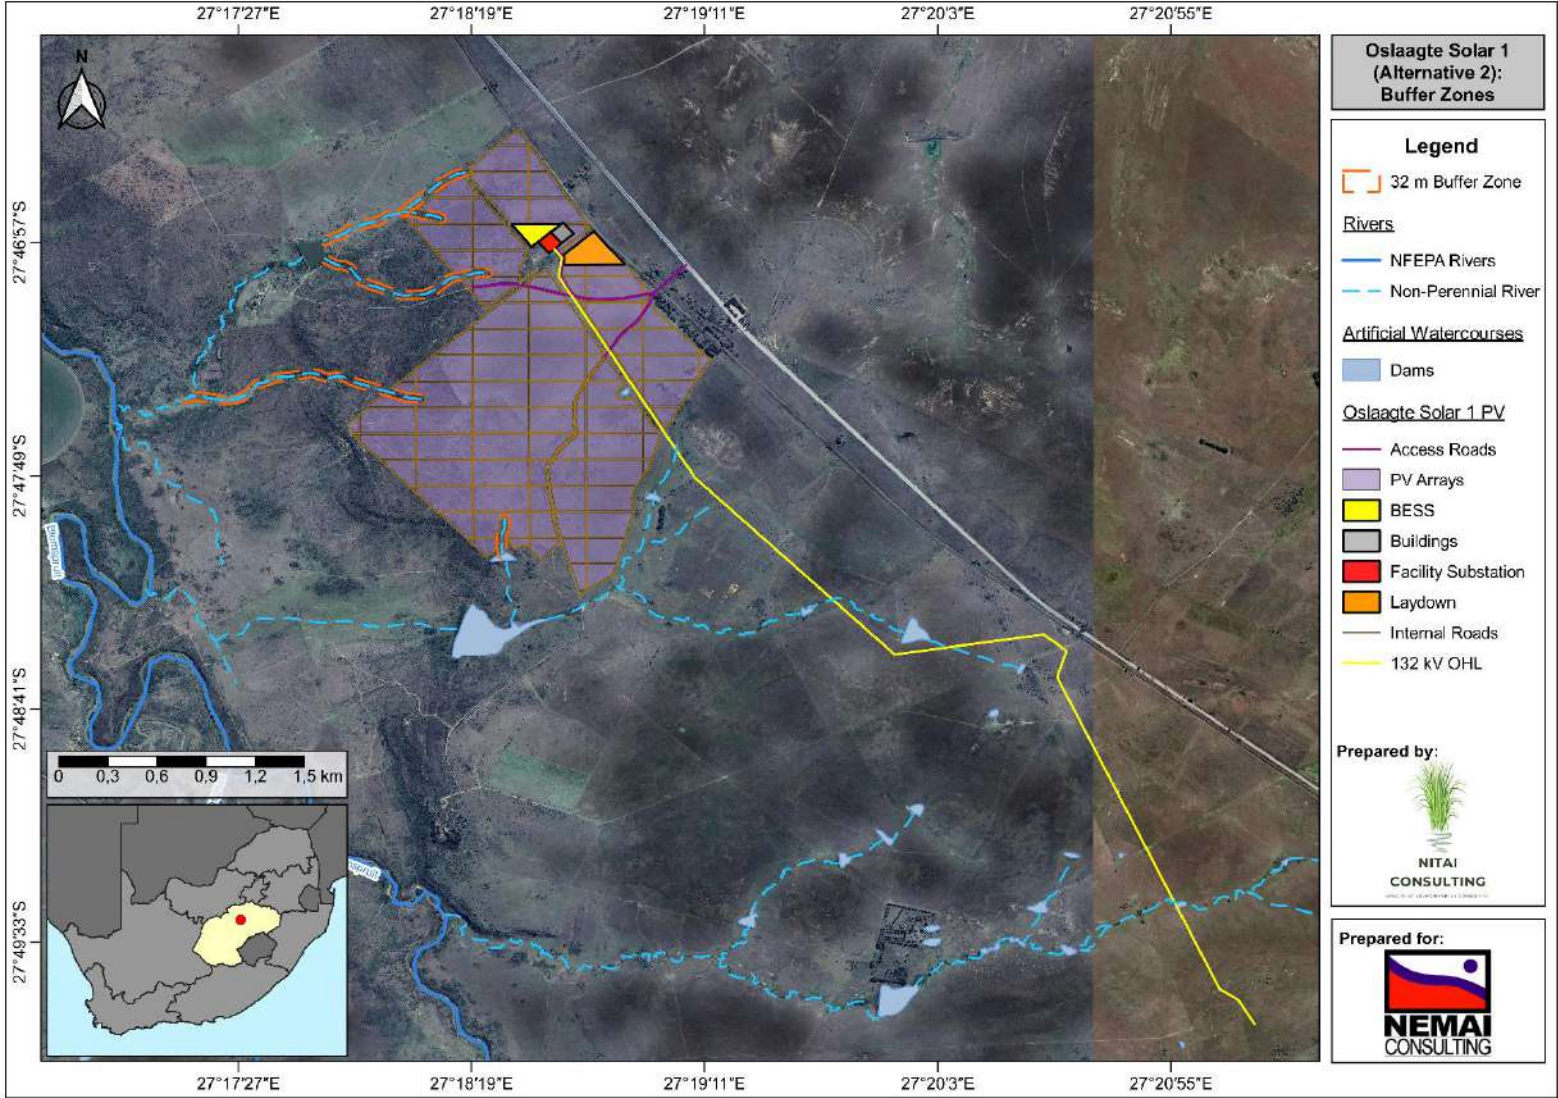 27°17'27"E 27°18'19"E 27°19'11"E 27°20'3"E 27°20'55"E
N
27°46'57"S
27°47'49"S
27°48'41"S
27°49'33"S
0 0,3 0,6 0,9 1,2 1,5 km
27°17'27"E 27°18'19"E 27°19'11"E 27°20'3"E 27°20'55"E
Oslaagte Solar 1
(Alternative 2):
Buffer Zones
Legend
32 m Buffer Zone
Rivers
NFEPA Rivers
Non-Perennial River
Artificial Watercourses
Dams
Oslaagte Solar 1 PV
Access Roads
PV Arrays
BESS
Buildings
Facility Substation
Laydown
Internal Roads
132 kV OHL
Prepared by:
NITAI
CONSULTING
Prepared for:
NEMAI
CONSULTING